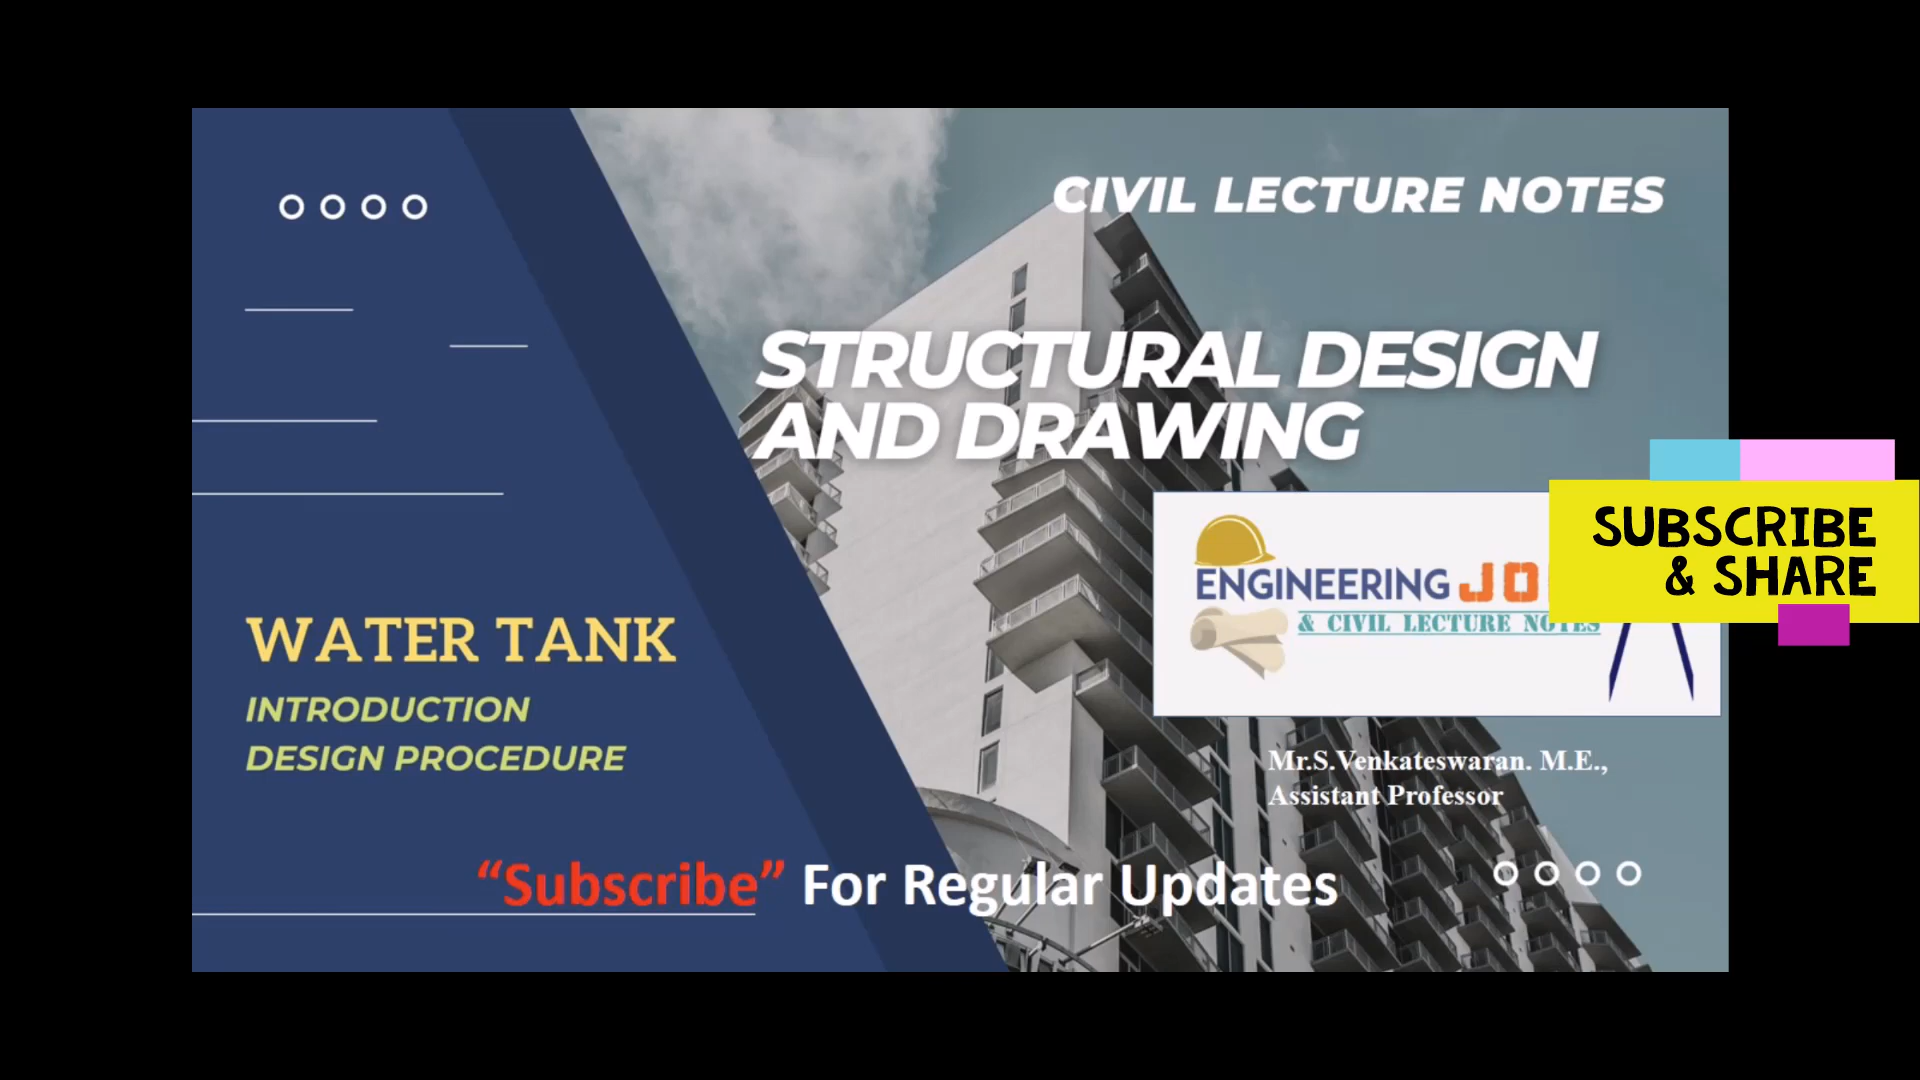 CIVIL LECTURE NOTES
STRUCTURAL DESIGN
AND DRAWING
ENGINEERING
& CIVIL LECTURE NOTES
SUBSCRIBE
& SHARE
WATER TANK
INTRODUCTION
DESIGN PROCEDURE
Mr.S.Venkateswaran. M.E.,
Assistant Professor
“Subscribe” For Regular Updates